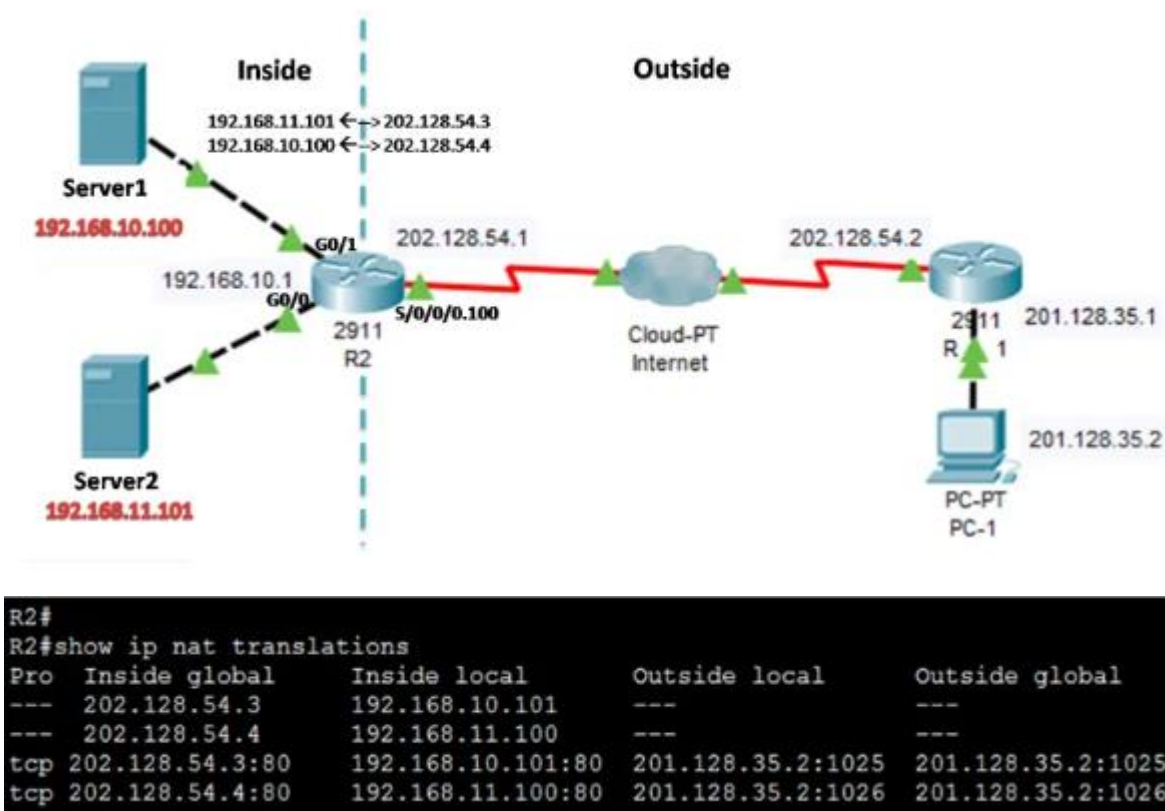 Inside
Outside
192.168.11.101 <--> 202.128.54.3
192.168.10.100 <--> 202.128.54.4
Server1
192.168.10.100
G0/1
202.128.54.1
202.128.54.2
192.168.10.1
G0/0
S/0/0/0.100
2911
R2
Cloud-PT
Internet
2911
R 1
201.128.35.1
201.128.35.2
Server2
192.168.11.101
PC-PT
PC-1
R2#
R2#show ip nat translations
Pro Inside global Inside local Outside local Outside global
--- 202.128.54.3 192.168.10.101 --- ---
--- 202.128.54.4 192.168.11.100 --- ---
tcp 202.128.54.3:80 192.168.10.101:80 201.128.35.2:1025 201.128.35.2:1025
tcp 202.128.54.4:80 192.168.11.100:80 201.128.35.2:1026 201.128.35.2:1026